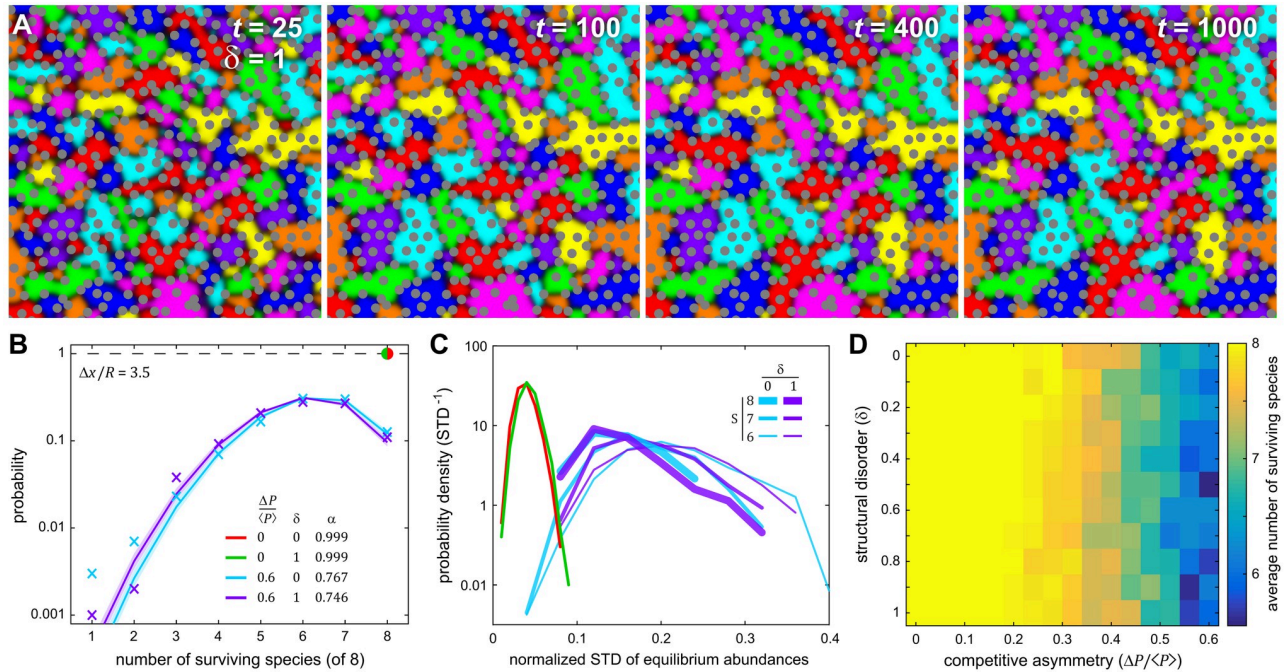 A
t = 25
δ = 1
t = 100
t = 400
t = 1000
B
probability
1
0.1
0.01
0.001
Δx/R = 3.5
ΔP/⟨P⟩ δ α
0 0 0.999
0 1 0.999
0.6 0 0.767
0.6 1 0.746
1 2 3 4 5 6 7 8
number of surviving species (of 8)
C
probability density (STD⁻¹)
100
10
1
0.1
0.01
δ
0 1
S
8
7
6
0 0.1 0.2 0.3 0.4
normalized STD of equilibrium abundances
D
structural disorder (δ)
0
0.2
0.4
0.6
0.8
1
0 0.1 0.2 0.3 0.4 0.5 0.6
competitive asymmetry (ΔP/⟨P⟩)
8
7
6
average number of surviving species